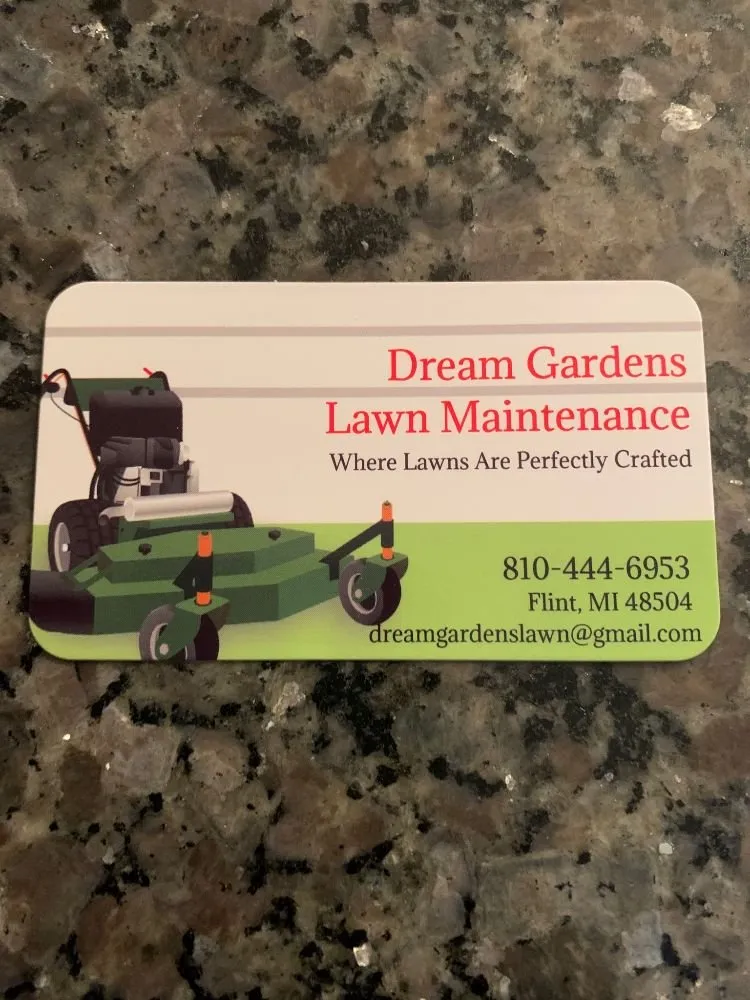 Dream Gardens
Lawn Maintenance
Where Lawns Are Perfectly Crafted
810-444-6953
Flint, MI 48504
dreamgardenslawn@gmail.com